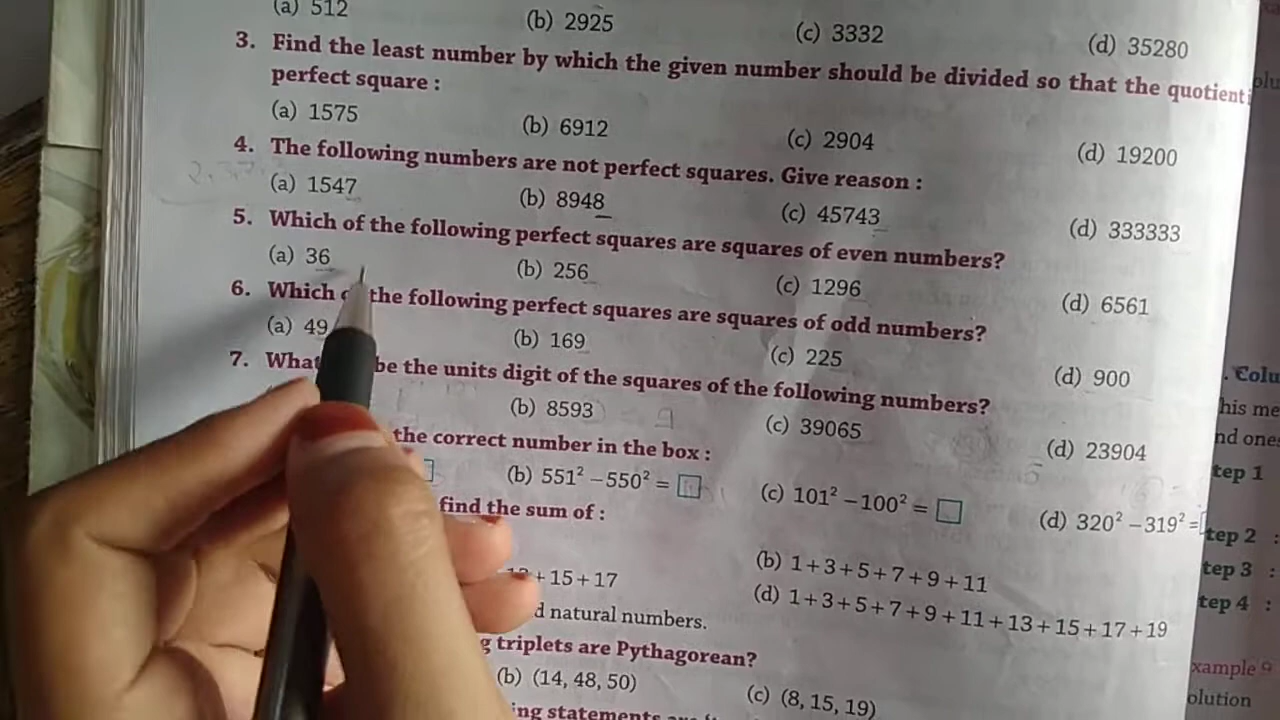 (a) 512 (b) 2925 (c) 3332 (d) 35280
3. Find the least number by which the given number should be divided so that the quotient
perfect square :
(a) 1575 (b) 6912 (c) 2904 (d) 19200
4. The following numbers are not perfect squares. Give reason :
(a) 1547 (b) 8948 (c) 45743 (d) 333333
5. Which of the following perfect squares are squares of even numbers?
(a) 36 (b) 256 (c) 1296 (d) 6561
6. Which the following perfect squares are squares of odd numbers?
(a) 49 (b) 169 (c) 225 (d) 900
7. What be the units digit of the squares of the following numbers?
(b) 8593 = 9 (c) 39065 (d) 23904
the correct number in the box :
(b) 551² – 550² = (c) 101² – 100² = (d) 320² – 319² =
find the sum of :
+ 15 + 17 (b) 1 + 3 + 5 + 7 + 9 + 11
(d) 1 + 3 + 5 + 7 + 9 + 11 + 13 + 15 + 17 + 19
natural numbers.
triplets are Pythagorean?
(b) (14, 48, 50) (c) (8, 15, 19)
statements
. Colu
his me
nd one
tep 1
tep 2 :
tep 3 :
tep 4 :
xample 9
olution